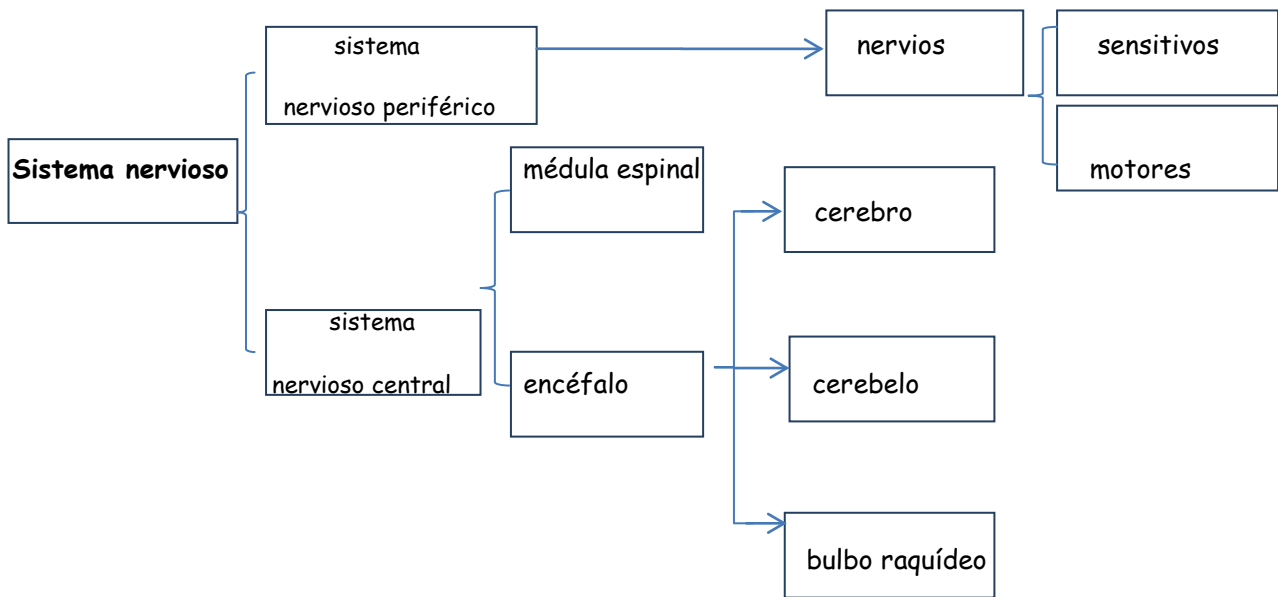 sistema
nervioso periférico
nervios
sensitivos
motores
Sistema nervioso
médula espinal
cerebro
sistema
nervioso central
encéfalo
cerebelo
bulbo raquídeo